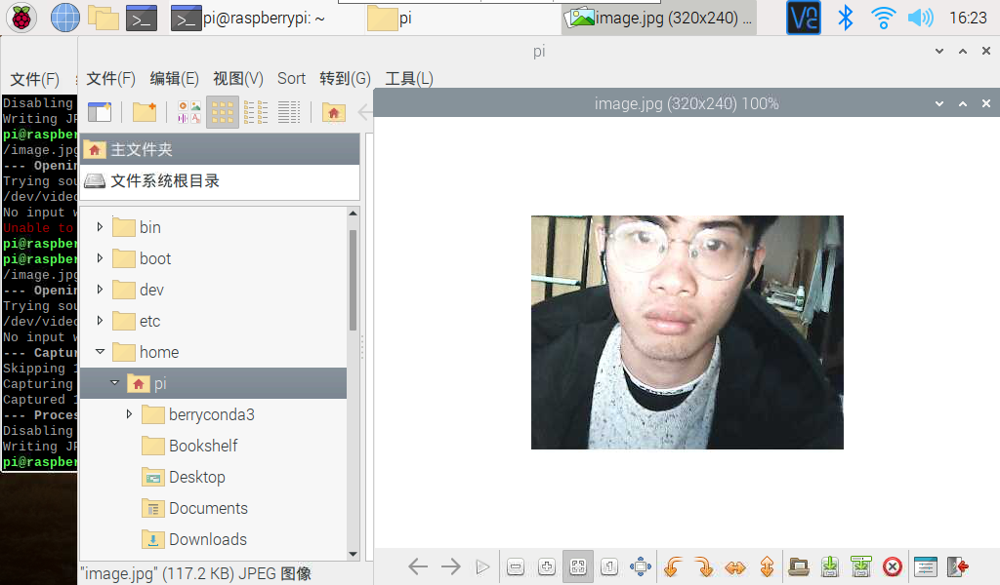 pi@raspberrypi: ~
pi
image.jpg (320x240) ...
VNC
16:23
pi
文件(F)
文件(F) 编辑(E) 视图(V) Sort 转到(G) 工具(L)
image.jpg (320x240) 100%
主文件夹
文件系统根目录
bin
boot
dev
etc
home
pi
berryconda3
Bookshelf
Desktop
Documents
Downloads
"image.jpg" (117.2 KB) JPEG 图像
Disabling
Writing JP
pi@raspber
/image.jpg
--- Openin
Trying sou
/dev/video
No input w
Unable to
pi@raspber
pi@raspber
/image.jpg
--- Openin
Trying sou
/dev/video
No input w
--- Captur
Skipping 1
Capturing
Captured 1
--- Proces
Disabling
Writing JP
pi@raspber